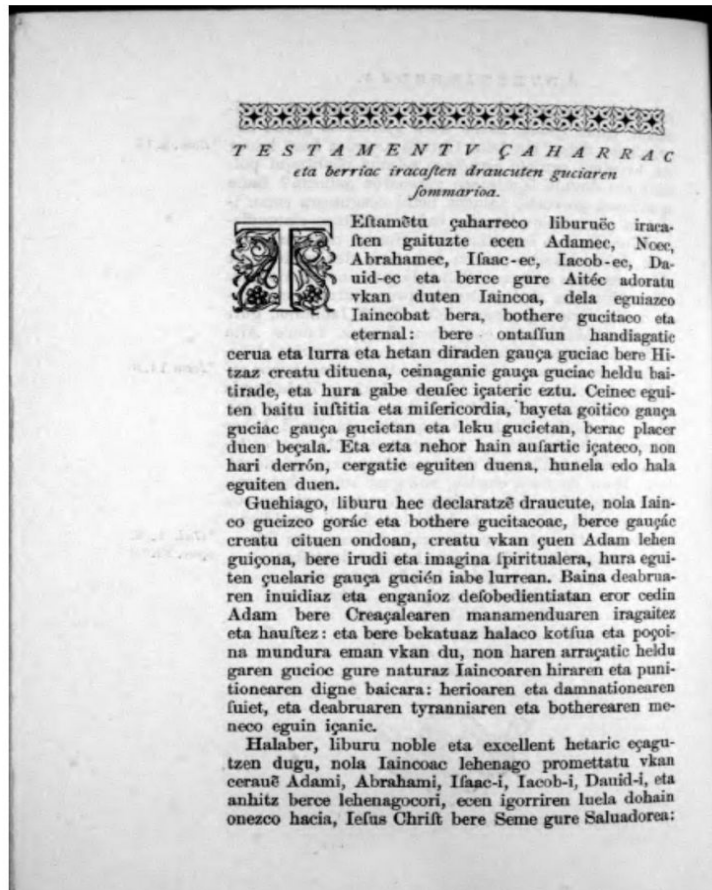 TESTAMENTV ÇAHARRAC
eta berriac iracaſten draucuten guciaren
ſommarioa.
TEſtamētu çaharreco liburuëc iraca-
ſten gaituzte ecen Adamec, Noec,
Abrahamec, Iſaac-ec, Iacob-ec, Da-
uid-ec eta berce gure Aitéc adoratu
vkan duten Iaincoa, dela eguiazco
Iaincobat bera, bothere gucitaco eta
eternal: bere ontaſſun handiagatic
cerua eta lurra eta hetan diraden gauça guciac bere Hi-
tzaz creatu dituena, ceinaganic gauça guciac heldu bai-
tirade, eta hura gabe deuſec içateric eztu. Ceinec egui-
ten baitu iuſtitia eta miſericordia, bayeta goitico gauça
guciac gauça gucietan eta leku gucietan, berac placer
duen beçala. Eta ezta nehor hain auſartic içateco, non
hari derrón, cergatic eguiten duena, hunela edo hala
eguiten duen.
Guehiago, liburu hec declaratzē draucute, nola Iain-
co gucizco gorác eta bothere gucitacoac, berce gauçác
creatu cituen ondoan, creatu vkan çuen Adam lehen
guiçona, bere irudi eta imagina ſpiritualera, hura egui-
ten çuelaric gauça gucién iabe lurrean. Baina deabrua-
ren inuidiaz eta enganioz deſobedientiatan eror cedin
Adam bere Creaçalearen manamenduaren iragaitez
eta hauſtez: eta bere bekatuaz halaco kotſua eta poçoi-
na mundura eman vkan du, non haren arraçatic heldu
garen gucioc gure naturaz Iaincoaren hiraren eta puni-
tionearen digne baicara: herioaren eta damnationearen
ſuiet, eta deabruaren tyranniaren eta botherearen me-
neco eguin içanic.
Halaber, liburu noble eta excellent hetaric eçagu-
tzen dugu, nola Iaincoac lehenago promettatu vkan
cerauē Adami, Abrahami, Iſaac-i, Iacob-i, Dauid-i, eta
anhitz berce lehenagocori, ecen igorriren luela dohain
onezco hacia, Ieſus Chriſt bere Seme gure Saluadorea: